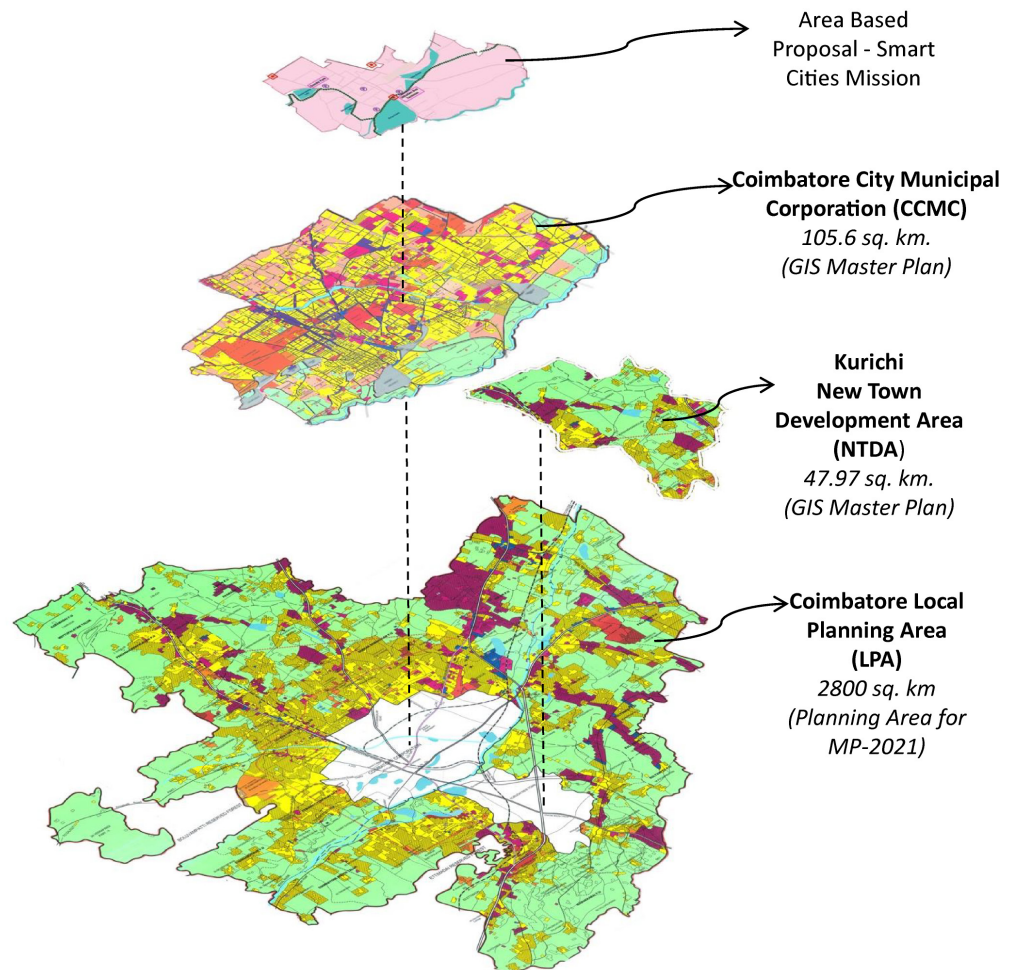 Area Based
Proposal - Smart
Cities Mission
Coimbatore City Municipal
Corporation (CCMC)
105.6 sq. km.
(GIS Master Plan)
Kurichi
New Town
Development Area
(NTDA)
47.97 sq. km.
(GIS Master Plan)
Coimbatore Local
Planning Area
(LPA)
2800 sq. km
(Planning Area for
MP-2021)